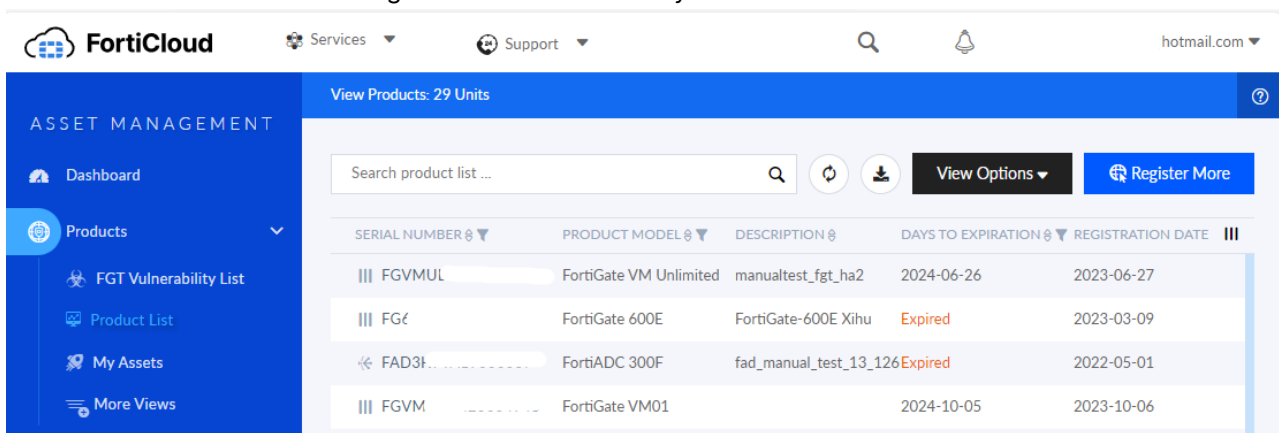 FortiCloud Services Support hotmail.com
View Products: 29 Units
ASSET MANAGEMENT
Dashboard
Products
FGT Vulnerability List
Product List
My Assets
More Views
Search product list ... View Options Register More
SERIAL NUMBER PRODUCT MODEL DESCRIPTION DAYS TO EXPIRATION REGISTRATION DATE
FGVMUL FortiGate VM Unlimited manualtest_fgt_ha2 2024-06-26 2023-06-27
FortiGate 600E FortiGate-600E Xihu Expired 2023-03-09
FortiADC 300F fad_manual_test_13_126 Expired 2022-05-01
FGVM FortiGate VM01 2024-10-05 2023-10-06